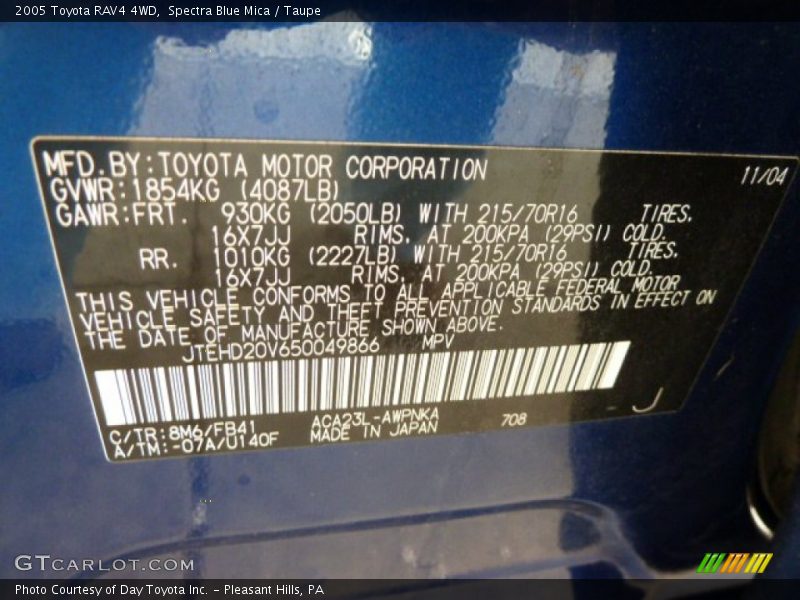 2005 Toyota RAV4 4WD, Spectra Blue Mica / Taupe
MFD. BY: TOYOTA MOTOR CORPORATION 11/04
GVWR: 1854KG (4087LB)
GAWR: FRT. 930KG (2050LB) WITH 215/70R16 TIRES,
16X7JJ RIMS, AT 200KPA (29PSI) COLD.
RR. 1010KG (2227LB) WITH 215/70R16 TIRES,
16X7JJ RIMS, AT 200KPA (29PSI) COLD.
THIS VEHICLE CONFORMS TO ALL APPLICABLE FEDERAL MOTOR
VEHICLE SAFETY AND THEFT PREVENTION STANDARDS IN EFFECT ON
THE DATE OF MANUFACTURE SHOWN ABOVE.
JTEHD20V650049866 MPV
J
C/TR: 8M6/FB41 ACA23L-AWPNKA 708
A/TM: -07A/U140F MADE IN JAPAN
GTCARLOT.COM
Photo Courtesy of Day Toyota Inc. - Pleasant Hills, PA